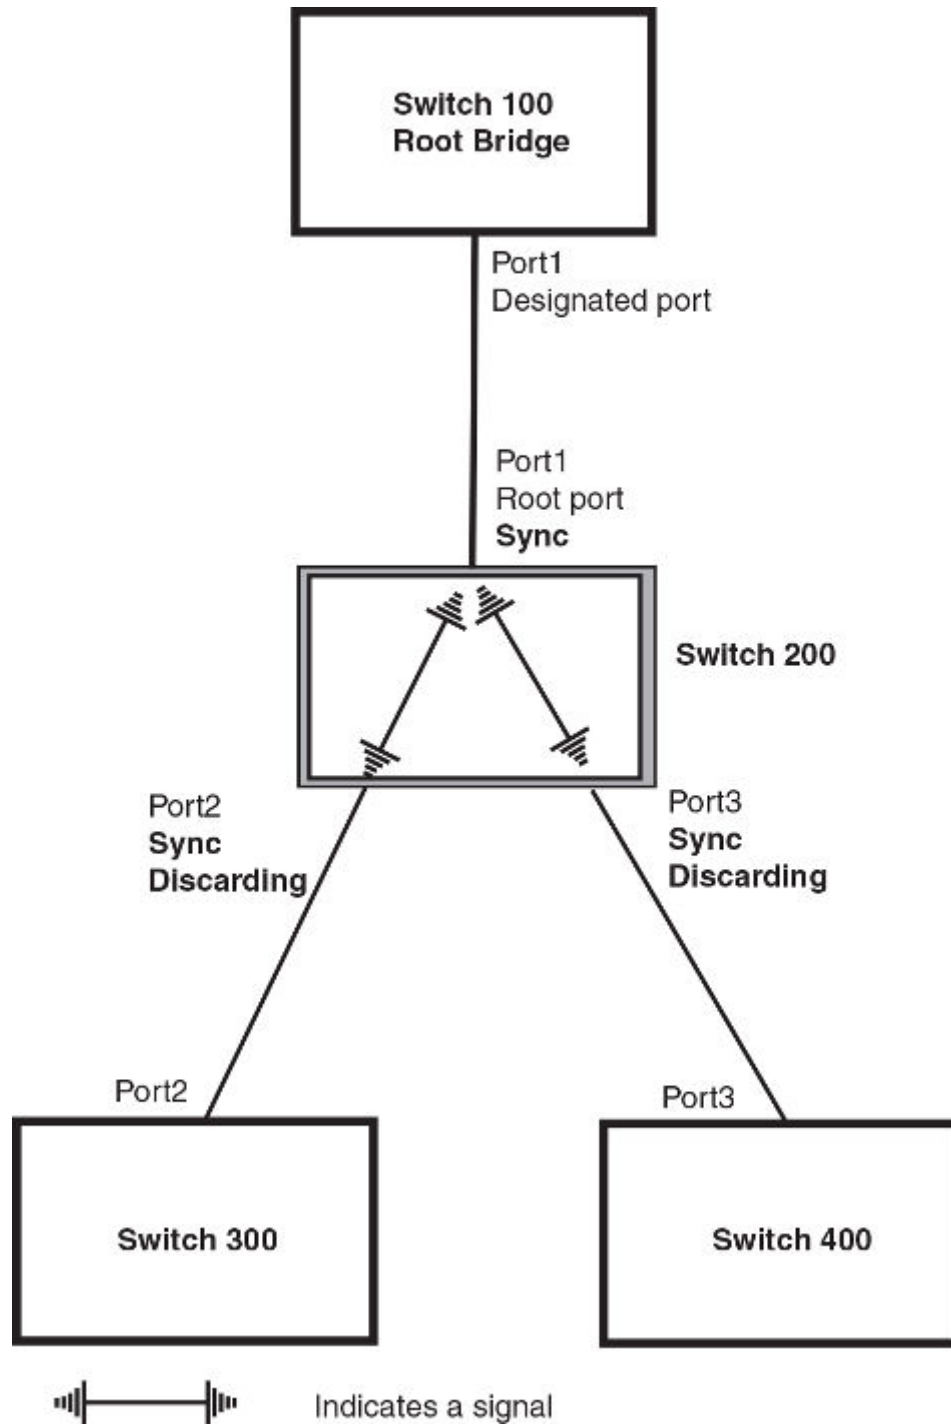 Switch 100
Root Bridge
Port1
Designated port
Port1
Root port
Sync
Switch 200
Port2
Sync
Discarding
Port3
Sync
Discarding
Port2
Port3
Switch 300
Switch 400
Indicates a signal